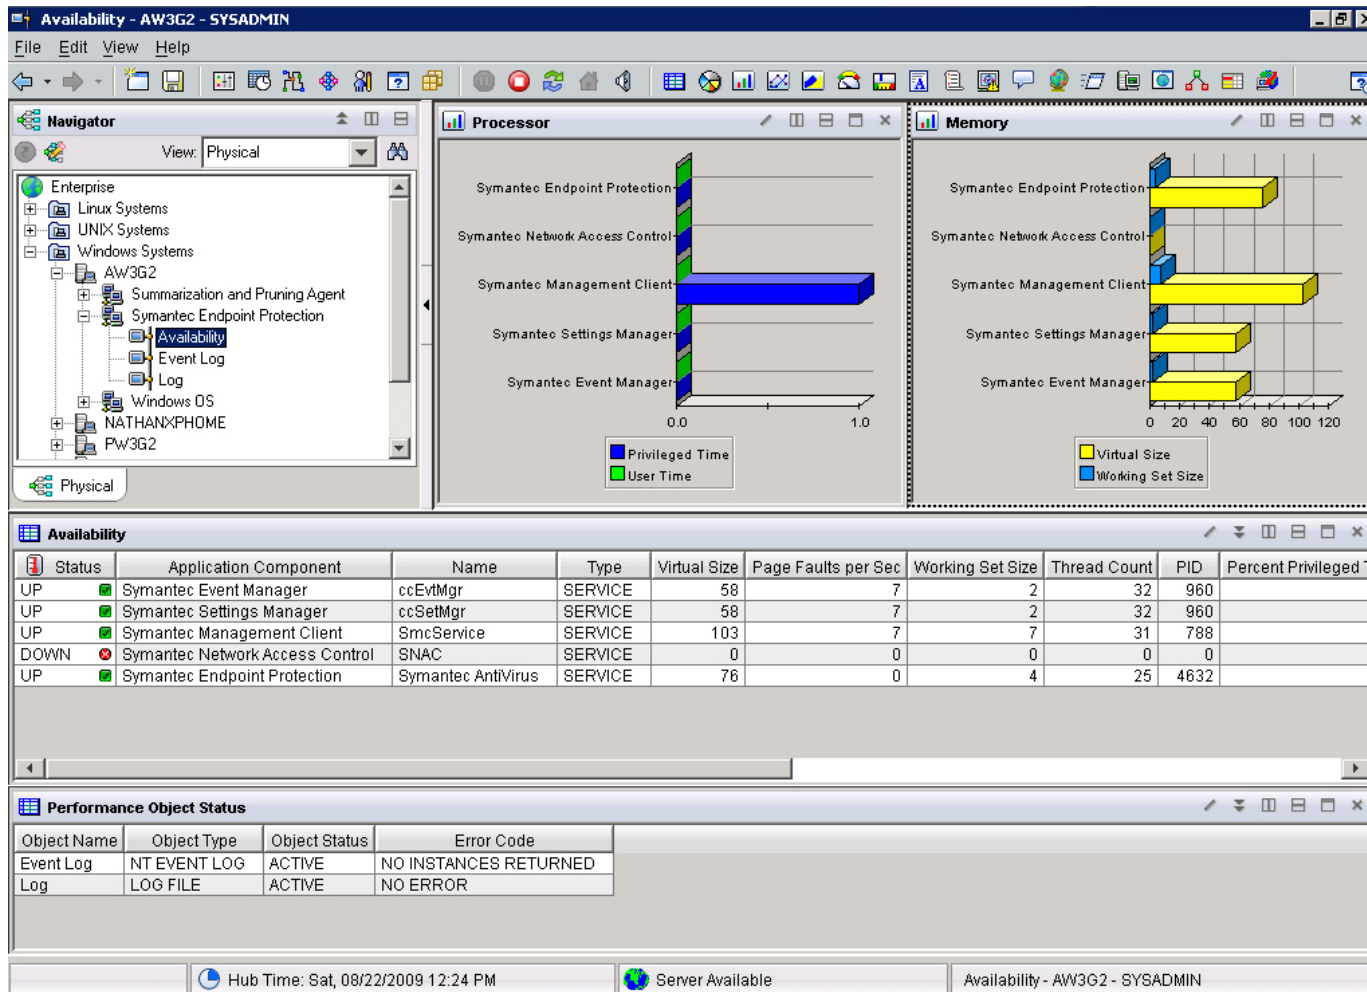 Availability - AW3G2 - SYSADMIN
File Edit View Help
Navigator
View: Physical
Enterprise
Linux Systems
UNIX Systems
Windows Systems
AW3G2
Summarization and Pruning Agent
Symantec Endpoint Protection
Availability
Event Log
Log
Windows OS
NATHANXPHOME
PW3G2
Physical
Processor
Symantec Endpoint Protection
Symantec Network Access Control
Symantec Management Client
Symantec Settings Manager
Symantec Event Manager
0.0 1.0
Privileged Time
User Time
Memory
Symantec Endpoint Protection
Symantec Network Access Control
Symantec Management Client
Symantec Settings Manager
Symantec Event Manager
0 20 40 60 80 100 120
Virtual Size
Working Set Size
Availability
Status Application Component Name Type Virtual Size Page Faults per Sec Working Set Size Thread Count PID Percent Privileged
UP Symantec Event Manager ccEvtMgr SERVICE 58 7 2 32 960
UP Symantec Settings Manager ccSetMgr SERVICE 58 7 2 32 960
UP Symantec Management Client SmcService SERVICE 103 7 7 31 788
DOWN Symantec Network Access Control SNAC SERVICE 0 0 0 0 0
UP Symantec Endpoint Protection Symantec AntiVirus SERVICE 76 0 4 25 4632
Performance Object Status
Object Name Object Type Object Status Error Code
Event Log NT EVENT LOG ACTIVE NO INSTANCES RETURNED
Log LOG FILE ACTIVE NO ERROR
Hub Time: Sat, 08/22/2009 12:24 PM Server Available Availability - AW3G2 - SYSADMIN